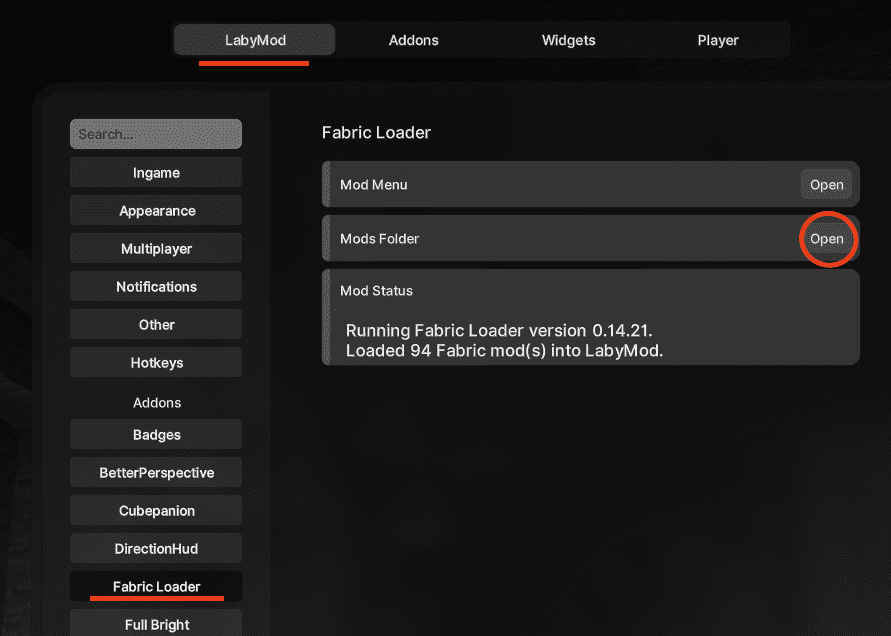 LabyMod
Addons
Widgets
Player
Search...
Ingame
Appearance
Multiplayer
Notifications
Other
Hotkeys
Addons
Badges
BetterPerspective
Cubepanion
DirectionHud
Fabric Loader
Full Bright
Fabric Loader
Mod Menu
Open
Mods Folder
Open
Mod Status
Running Fabric Loader version 0.14.21.
Loaded 94 Fabric mod(s) into LabyMod.